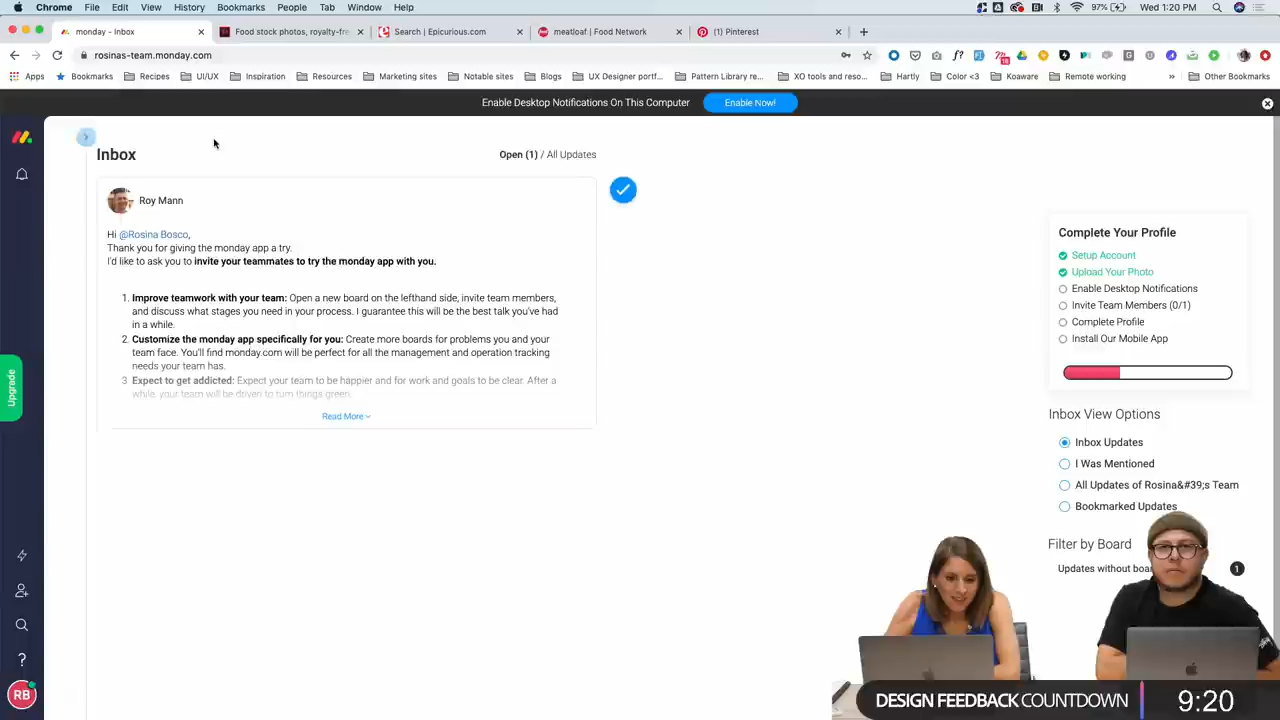 Chrome File Edit View History Bookmarks People Tab Window Help 97% Wed 1:20 PM
monday - Inbox Food stock photos, royalty-fre Search | Epicurious.com meatloaf | Food Network (1) Pinterest
rosinas-team.monday.com
Apps Bookmarks Recipes UI/UX Inspiration Resources Marketing sites Notable sites Blogs UX Designer portf... Pattern Library re... XO tools and reso... Hartly Color <3 Koaware Remote working » Other Bookmarks
Enable Desktop Notifications On This Computer Enable Now!
Inbox Open (1) / All Updates
Roy Mann
Hi @Rosina Bosco,
Thank you for giving the monday app a try.
I'd like to ask you to invite your teammates to try the monday app with you.
1. Improve teamwork with your team: Open a new board on the lefthand side, invite team members,
and discuss what stages you need in your process. I guarantee this will be the best talk you've had
in a while.
2. Customize the monday app specifically for you: Create more boards for problems you and your
team face. You'll find monday.com will be perfect for all the management and operation tracking
needs your team has.
3 Expect to get addicted: Expect your team to be happier and for work and goals to be clear. After a
while, your team will be driven to turn things green.
Read More
Complete Your Profile
Setup Account
Upload Your Photo
Enable Desktop Notifications
Invite Team Members (0/1)
Complete Profile
Install Our Mobile App
Inbox View Options
Inbox Updates
I Was Mentioned
All Updates of Rosina&#39;s Team
Bookmarked Updates
Filter by Board
Updates without boa 1
Upgrade
?
RB
DESIGN FEEDBACK COUNTDOWN 9:20